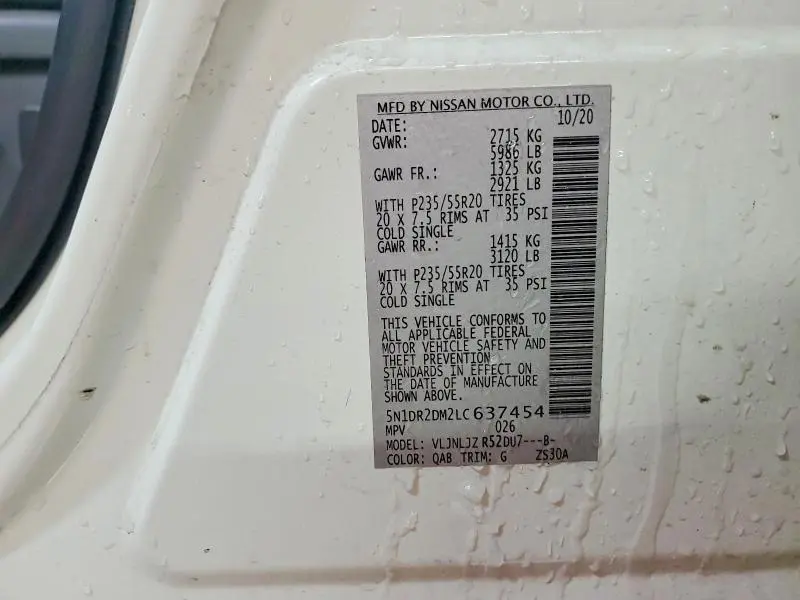 MFD BY NISSAN MOTOR CO., LTD.
DATE: 10/20
GVWR: 2715 KG
5986 LB
GAWR FR.: 1325 KG
2921 LB
WITH P235/55R20 TIRES
20 X 7.5 RIMS AT 35 PSI
COLD SINGLE
GAWR RR.: 1415 KG
3120 LB
WITH P235/55R20 TIRES
20 X 7.5 RIMS AT 35 PSI
COLD SINGLE
THIS VEHICLE CONFORMS TO
ALL APPLICABLE FEDERAL
MOTOR VEHICLE SAFETY AND
THEFT PREVENTION
STANDARDS IN EFFECT ON
THE DATE OF MANUFACTURE
SHOWN ABOVE.
5N1DR2DM2LC637454
MPV 026
MODEL: VLJNLJZ R52DU7---B-
COLOR: QAB TRIM: G ZS30A